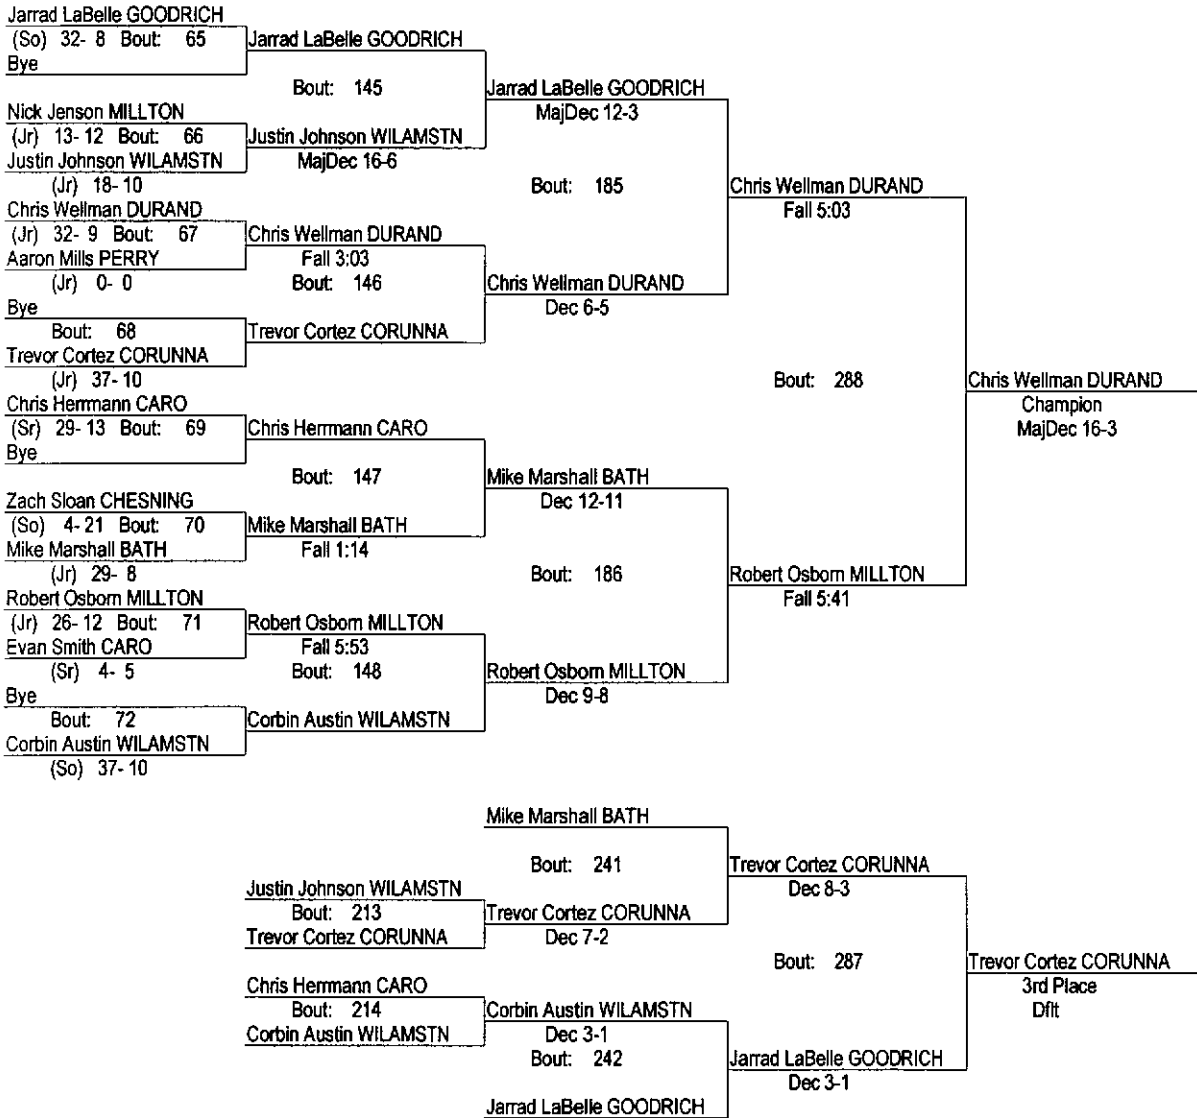 Jarrad LaBelle GOODRICH
(So) 32- 8 Bout: 65
Bye
Jarrad LaBelle GOODRICH
Bout: 145
Nick Jenson MILLTON
(Jr) 13- 12 Bout: 66
Justin Johnson WILAMSTN
(Jr) 18- 10
Justin Johnson WILAMSTN
MajDec 16-6
Jarrad LaBelle GOODRICH
MajDec 12-3
Bout: 185
Chris Wellman DURAND
(Jr) 32- 9 Bout: 67
Aaron Mills PERRY
(Jr) 0- 0
Chris Wellman DURAND
Fall 3:03
Bout: 146
Bye
Bout: 68
Trevor Cortez CORUNNA
(Jr) 37- 10
Trevor Cortez CORUNNA
Chris Wellman DURAND
Dec 6-5
Chris Wellman DURAND
Fall 5:03
Bout: 288
Chris Wellman DURAND
Champion
MajDec 16-3
Chris Herrmann CARO
(Sr) 29- 13 Bout: 69
Bye
Chris Herrmann CARO
Bout: 147
Zach Sloan CHESNING
(So) 4- 21 Bout: 70
Mike Marshall BATH
(Jr) 29- 8
Mike Marshall BATH
Fall 1:14
Mike Marshall BATH
Dec 12-11
Bout: 186
Robert Osborn MILLTON
(Jr) 26- 12 Bout: 71
Evan Smith CARO
(Sr) 4- 5
Robert Osborn MILLTON
Fall 5:53
Bout: 148
Bye
Bout: 72
Corbin Austin WILAMSTN
(So) 37- 10
Corbin Austin WILAMSTN
Robert Osborn MILLTON
Dec 9-8
Robert Osborn MILLTON
Fall 5:41
Mike Marshall BATH
Bout: 241
Justin Johnson WILAMSTN
Bout: 213
Trevor Cortez CORUNNA
Trevor Cortez CORUNNA
Dec 7-2
Trevor Cortez CORUNNA
Dec 8-3
Bout: 287
Trevor Cortez CORUNNA
3rd Place
Dflt
Chris Herrmann CARO
Bout: 214
Corbin Austin WILAMSTN
Corbin Austin WILAMSTN
Dec 3-1
Bout: 242
Jarrad LaBelle GOODRICH
Jarrad LaBelle GOODRICH
Dec 3-1